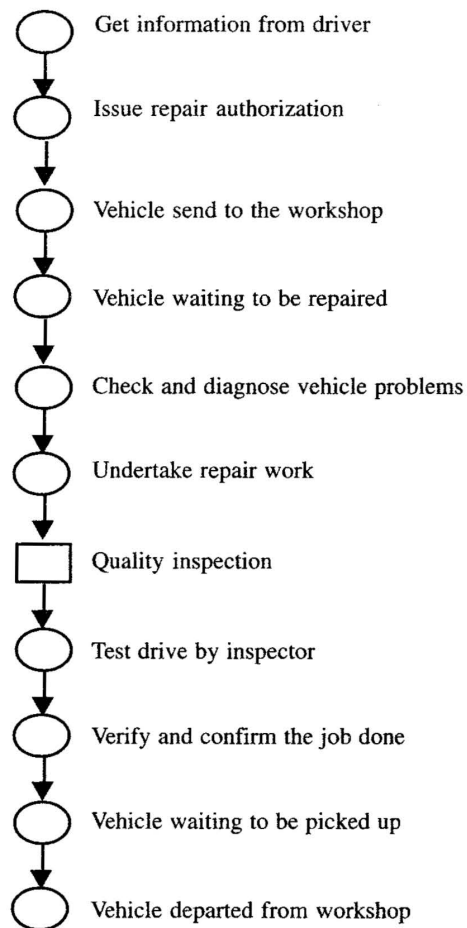 Get information from driver
Issue repair authorization
Vehicle send to the workshop
Vehicle waiting to be repaired
Check and diagnose vehicle problems
Undertake repair work
Quality inspection
Test drive by inspector
Verify and confirm the job done
Vehicle waiting to be picked up
Vehicle departed from workshop